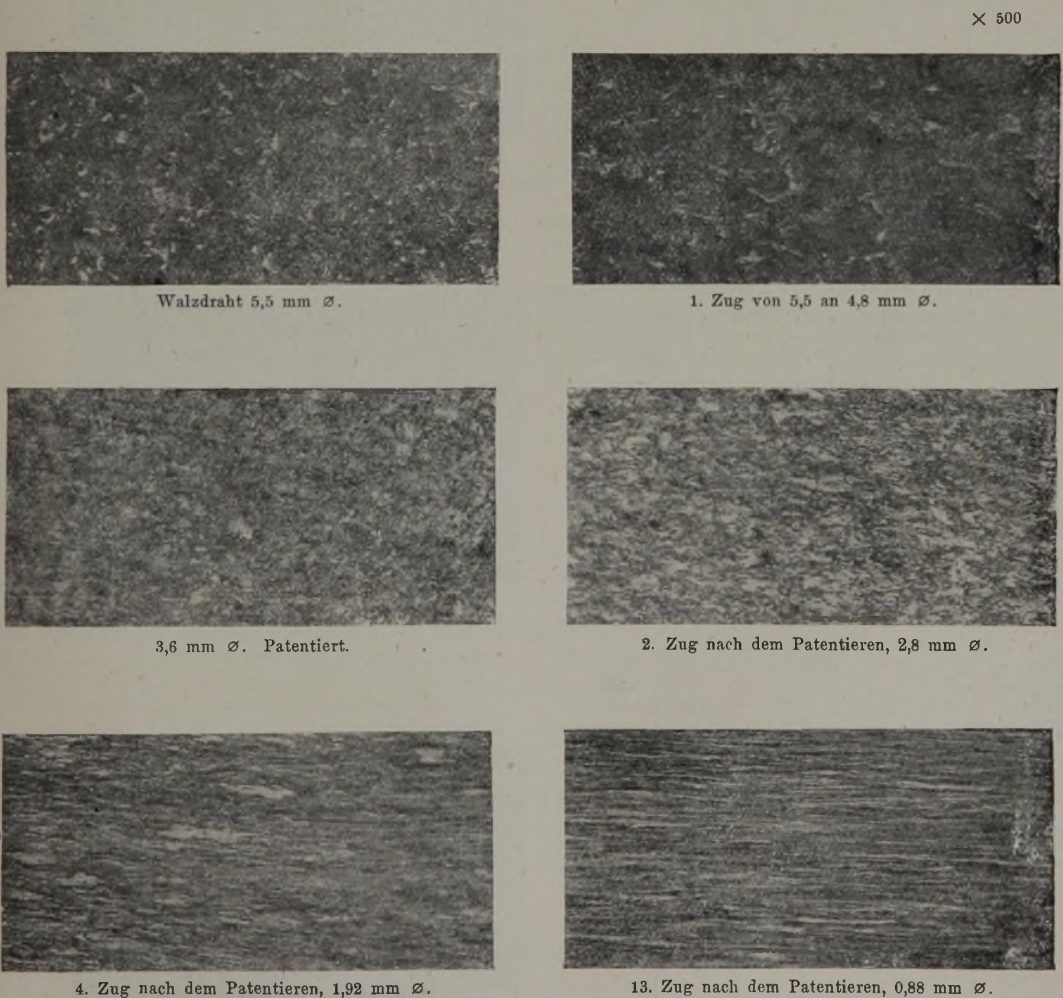 × 500
Walzdraht 5,5 mm ⌀.
1. Zug von 5,5 an 4,8 mm ⌀.
3,6 mm ⌀. Patentiert.
2. Zug nach dem Patentieren, 2,8 mm ⌀.
4. Zug nach dem Patentieren, 1,92 mm ⌀.
13. Zug nach dem Patentieren, 0,88 mm ⌀.